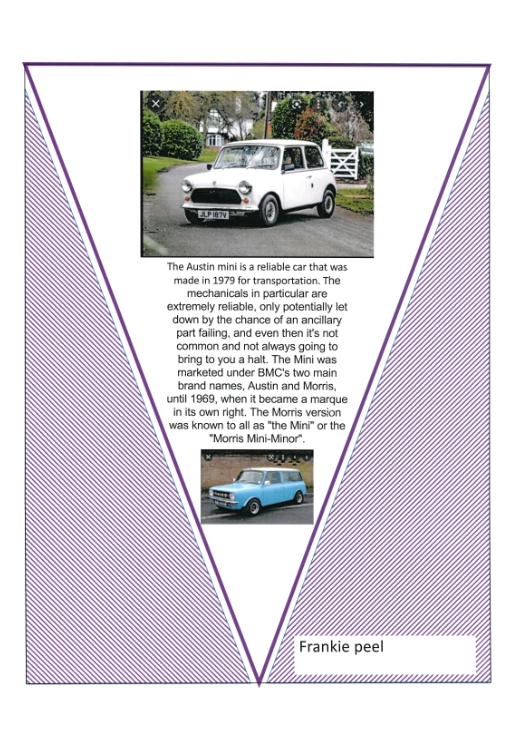 JLP 187V
The Austin mini is a reliable car that was
made in 1979 for transportation. The
mechanicals in particular are
extremely reliable, only potentially let
down by the chance of an ancillary
part failing, and even then it's not
common and not always going to
bring to you a halt. The Mini was
marketed under BMC's two main
brand names, Austin and Morris,
until 1969, when it became a marque
in its own right. The Morris version
was known to all as "the Mini" or the
"Morris Mini-Minor".
Frankie peel